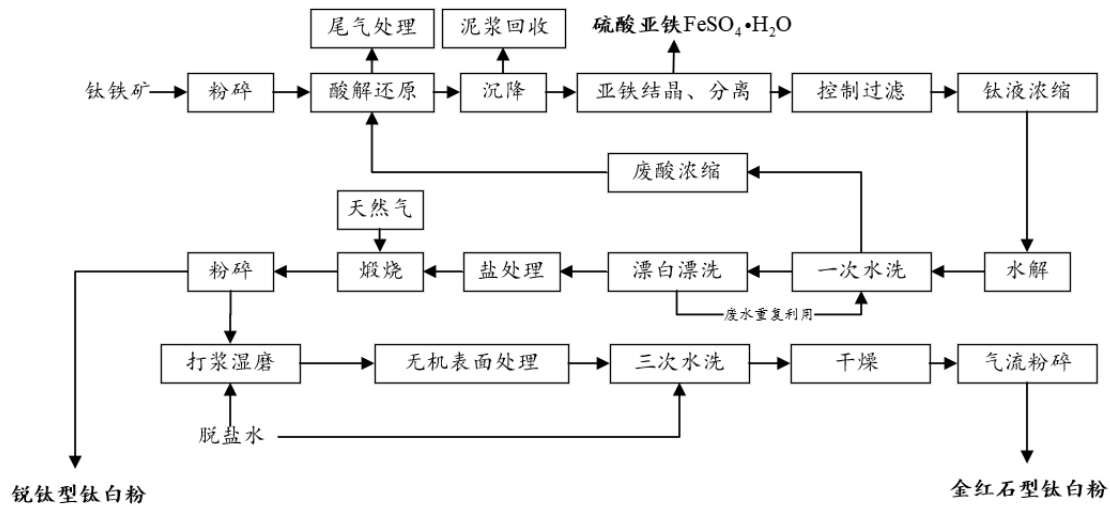 尾气处理
泥浆回收
硫酸亚铁FeSO₄•H₂O
钛铁矿
粉碎
酸解还原
沉降
亚铁结晶、分离
控制过滤
钛液浓缩
废酸浓缩
天然气
粉碎
煅烧
盐处理
漂白漂洗
一次水洗
水解
废水重复利用
打浆湿磨
无机表面处理
三次水洗
干燥
气流粉碎
脱盐水
锐钛型钛白粉
金红石型钛白粉